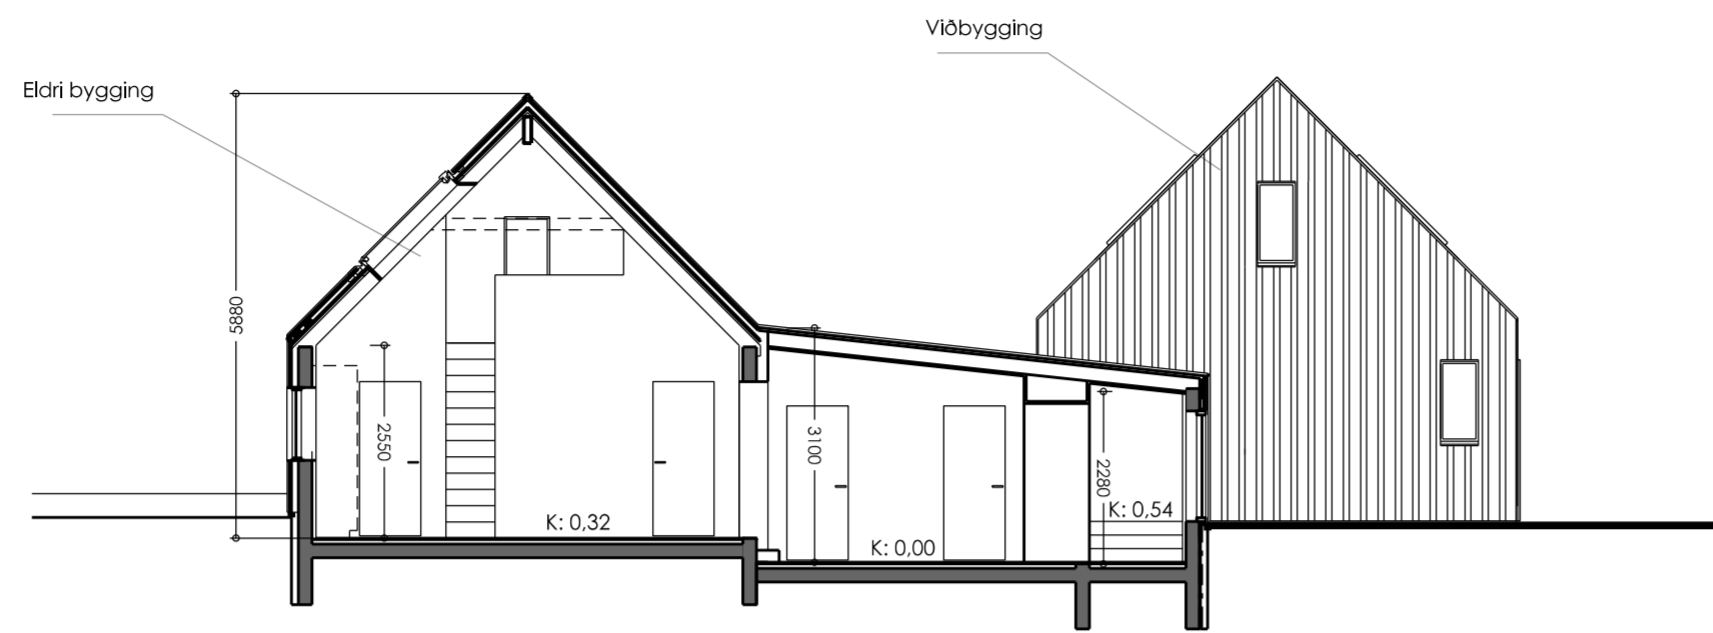 Viðbygging
Eldri bygging
5880
2550
3100
2280
K: 0,32
K: 0,00
K: 0,54